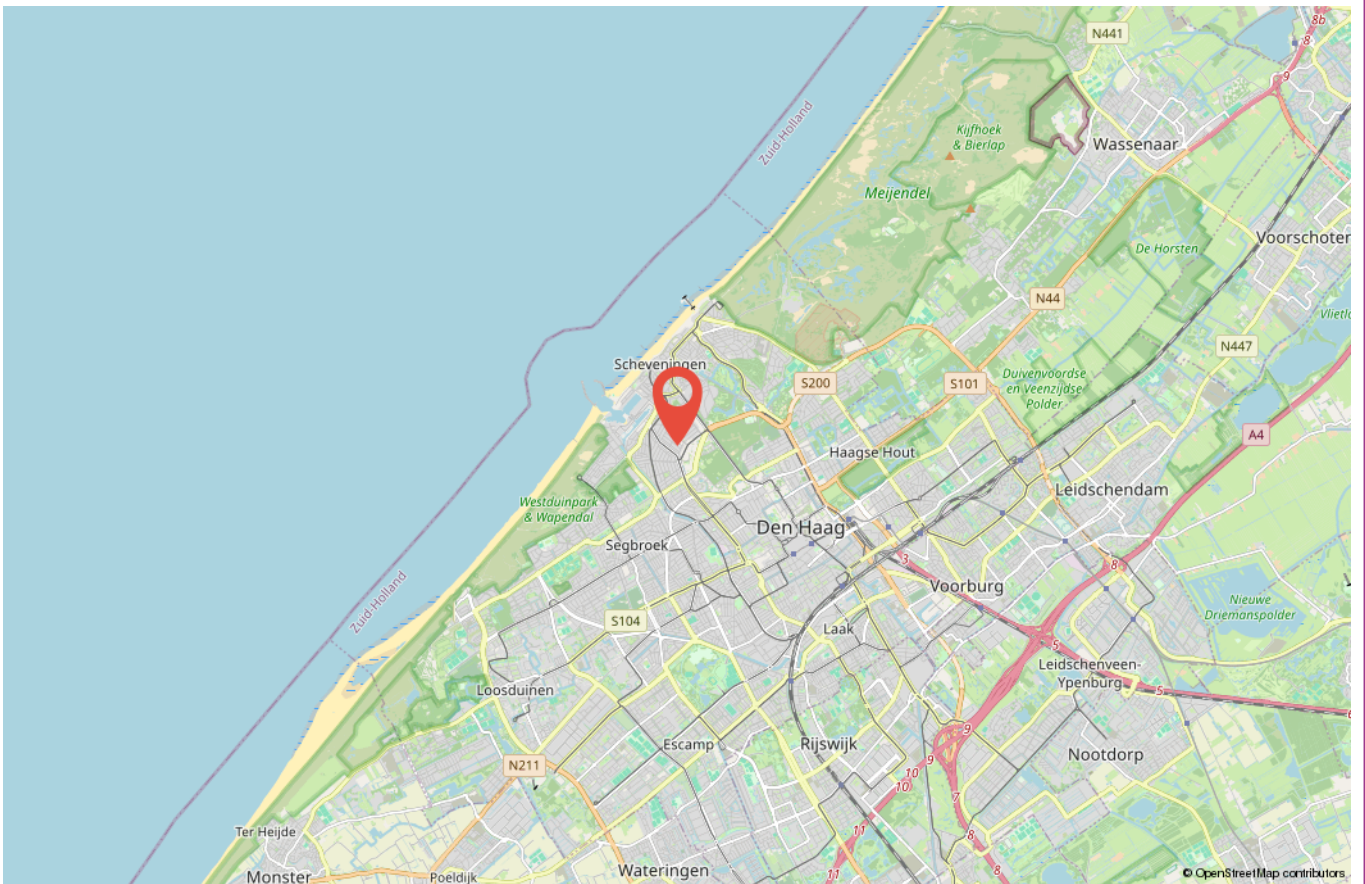 8b
8
N441
9
Zuid-Holland
Kijfhoek
& Bierlap
Wassenaar
Meijendel
Voorschoter
De Horsten
N44
Vlietl
N447
Scheveningen
S200
S101
Duivenvoordse
en Veenzijdse
Polder
A4
Haagse Hout
Leidschendam
Westduinpark
& Wapendal
Den Haag
Segbroek
3
8
Zuid-Holland
Voorburg
Nieuwe
Driemanspolder
S104
Laak
5
Leidschenveen-
Ypenburg
5
Loosduinen
6
Escamp
Rijswijk
9
9
Nootdorp
N211
10
10
7
Ter Heijde
11
8
Wateringen
8
Monster
Poeldijk
11
© OpenStreetMap contributors